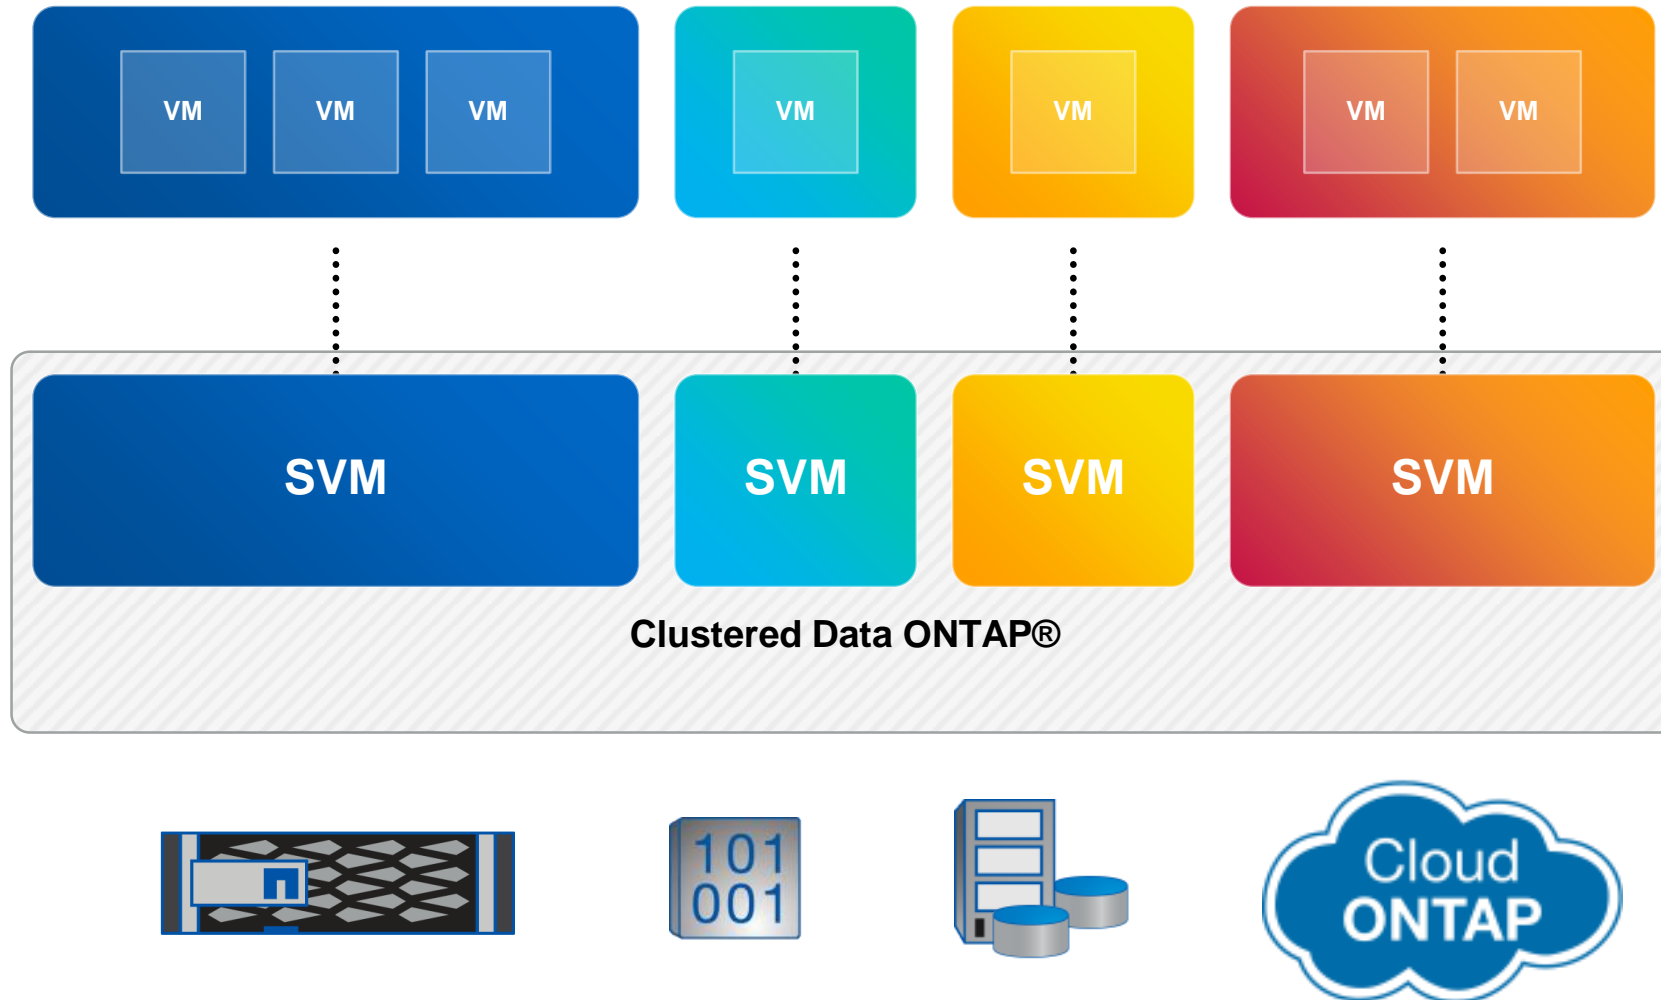 VM VM VM VM VM VM VM
SVM SVM SVM SVM
Clustered Data ONTAP®
101
001
Cloud
ONTAP